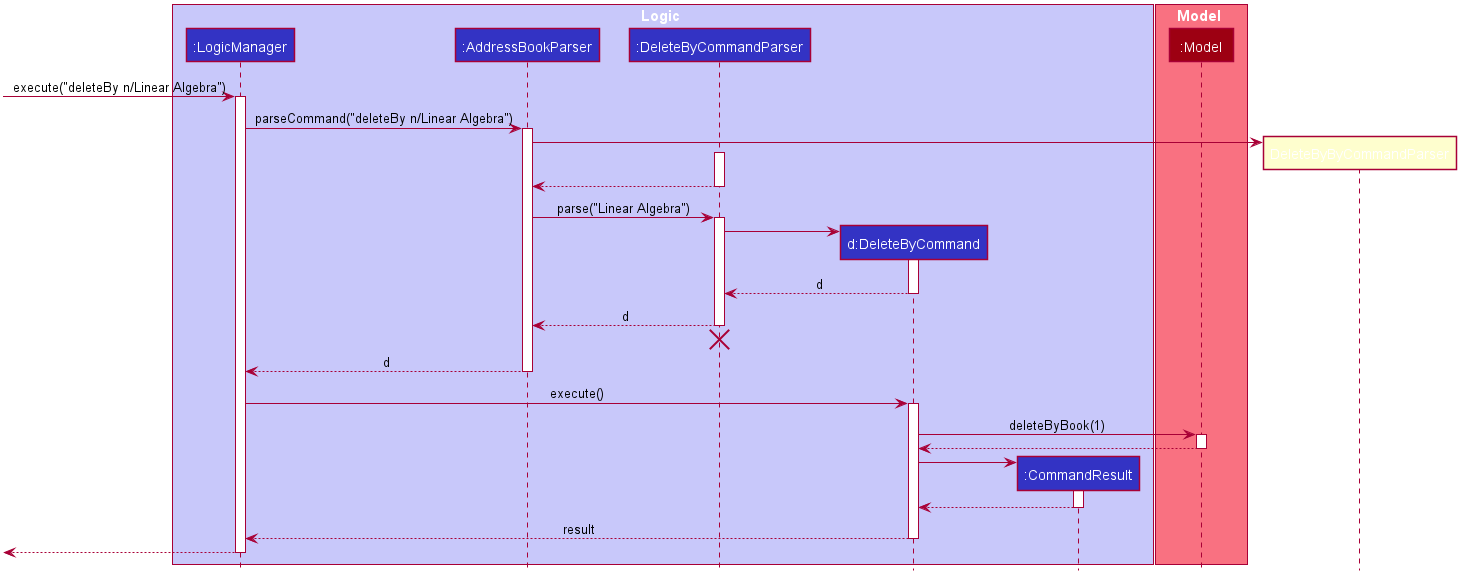 Logic
Model
:LogicManager
:AddressBookParser
:DeleteByCommandParser
:Model
execute("deleteBy n/Linear Algebra")
parseCommand("deleteBy n/Linear Algebra")
parse("Linear Algebra")
d:DeleteByCommand
d
d
d
execute()
deleteByBook(1)
:CommandResult
result